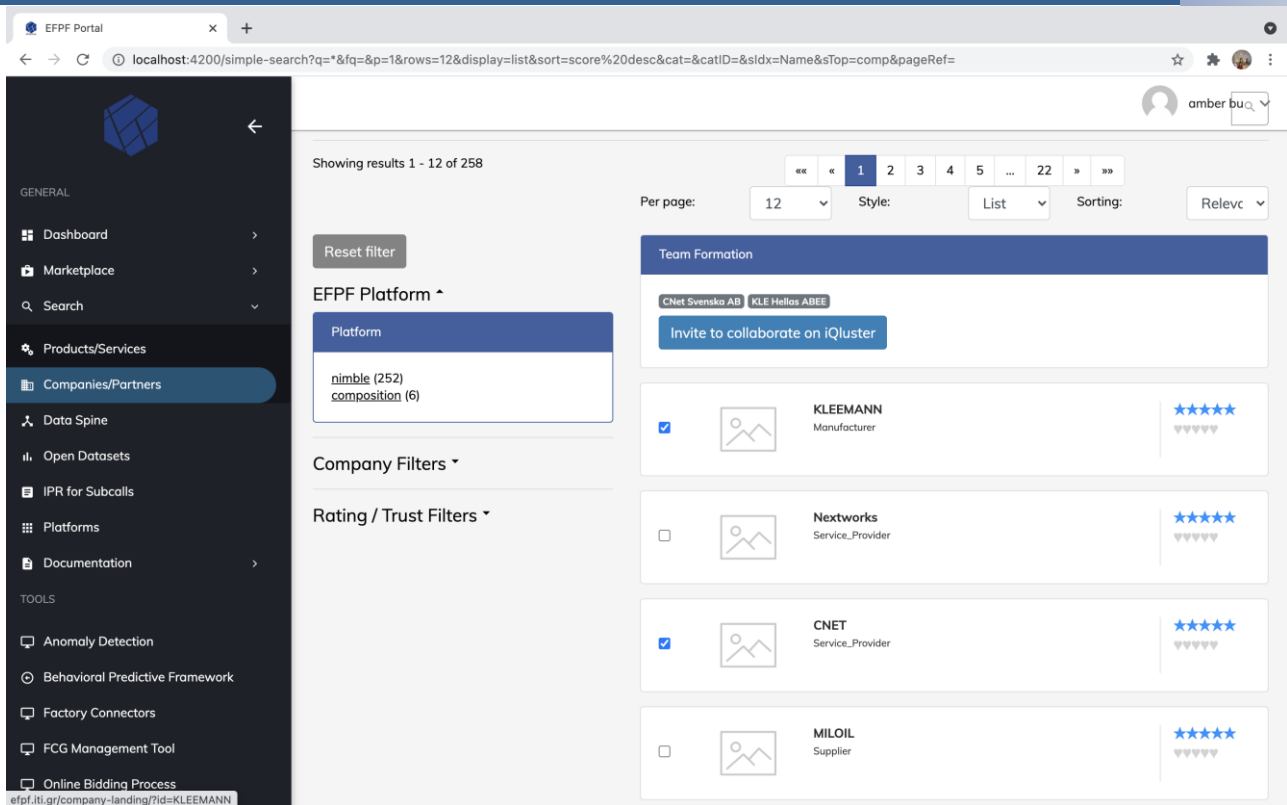 EFPF Portal
localhost:4200/simple-search?q=*&fq=&p=1&rows=12&display=list&sort=score%20desc&cat=&catID=&sIdx=Name&sTop=comp&pageRef=
amber bu
GENERAL
Dashboard
Marketplace
Search
Products/Services
Companies/Partners
Data Spine
Open Datasets
IPR for Subcalls
Platforms
Documentation
TOOLS
Anomaly Detection
Behavioral Predictive Framework
Factory Connectors
FCG Management Tool
Online Bidding Process
efpf.iti.gr/company-landing/?id=KLEEMANN
Showing results 1 - 12 of 258
«« « 1 2 3 4 5 ... 22 » »»
Per page: 12 Style: List Sorting: Relevc
Reset filter
EFPF Platform
Platform
nimble (252)
composition (6)
Company Filters
Rating / Trust Filters
Team Formation
CNet Svenska AB KLE Hellas ABEE
Invite to collaborate on iQluster
KLEEMANN
Manufacturer
Nextworks
Service_Provider
CNET
Service_Provider
MILOIL
Supplier